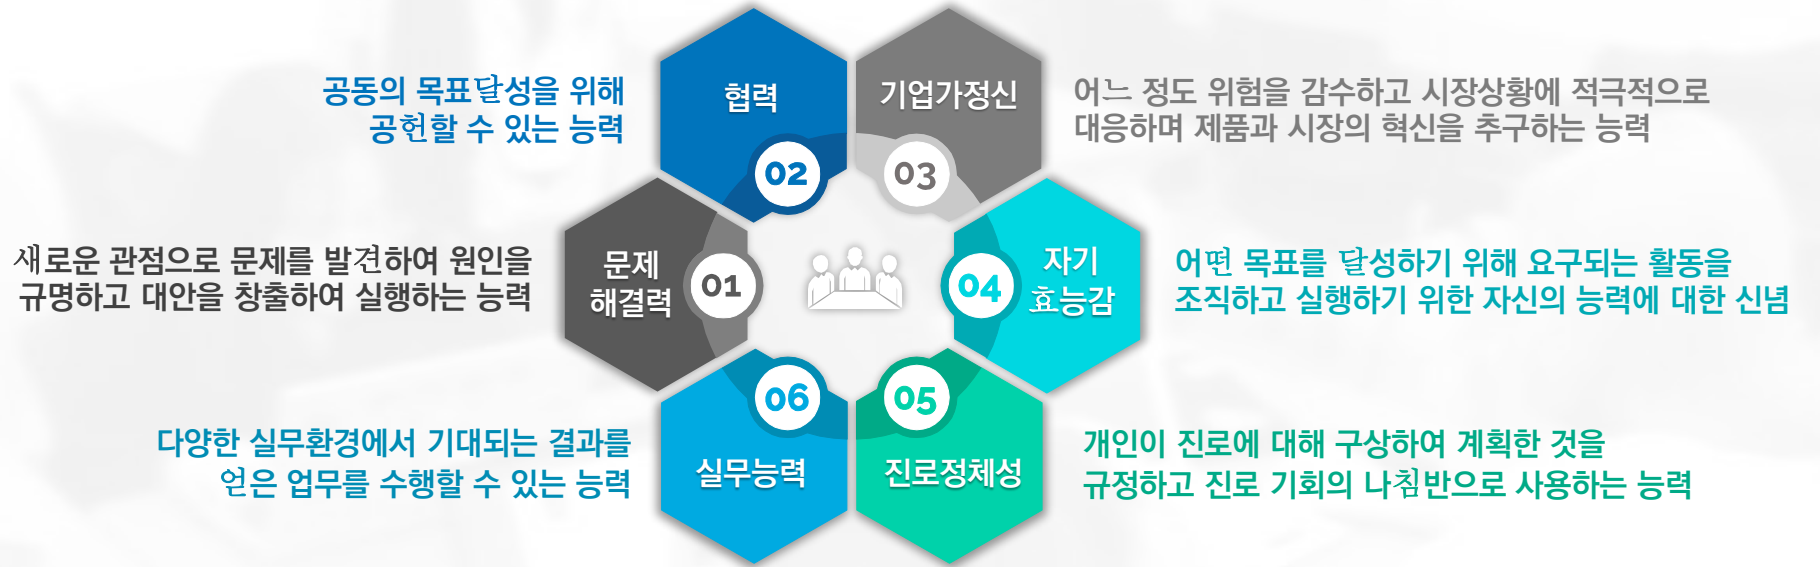 공동의 목표달성을 위해
공헌할 수 있는 능력
협력
02
기업가정신
03
어느 정도 위험을 감수하고 시장상황에 적극적으로
대응하며 제품과 시장의 혁신을 추구하는 능력
새로운 관점으로 문제를 발견하여 원인을
규명하고 대안을 창출하여 실행하는 능력
문제
해결력
01
04
자기
효능감
어떤 목표를 달성하기 위해 요구되는 활동을
조직하고 실행하기 위한 자신의 능력에 대한 신념
다양한 실무환경에서 기대되는 결과를
얻은 업무를 수행할 수 있는 능력
06
실무능력
05
진로정체성
개인이 진로에 대해 구상하여 계획한 것을
규정하고 진로 기회의 나침반으로 사용하는 능력